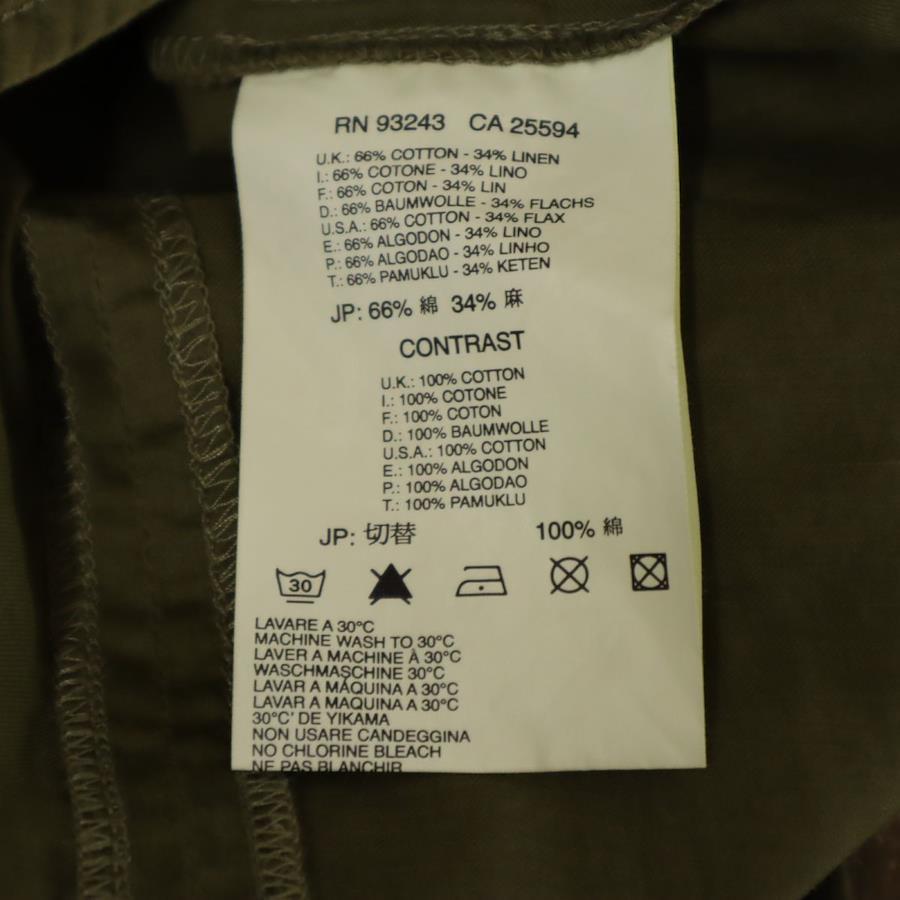 RN 93243 CA 25594
U.K.: 66% COTTON - 34% LINEN
I.: 66% COTONE - 34% LINO
F.: 66% COTON - 34% LIN
D.: 66% BAUMWOLLE - 34% FLACHS
U.S.A.: 66% COTTON - 34% FLAX
E.: 66% ALGODON - 34% LINO
P.: 66% ALGODAO - 34% LINHO
T.: 66% PAMUKLU - 34% KETEN
JP: 66% 綿 34% 麻
CONTRAST
U.K.: 100% COTTON
I.: 100% COTONE
F.: 100% COTON
D.: 100% BAUMWOLLE
U.S.A.: 100% COTTON
E.: 100% ALGODON
P.: 100% ALGODAO
T.: 100% PAMUKLU
JP: 切替 100% 綿
30
LAVARE A 30°C
MACHINE WASH TO 30°C
LAVER A MACHINE À 30°C
WASCHMASCHINE 30°C
LAVAR A MÁQUINA A 30°C
LAVAR A MAQUINA A 30°C
30°C' DE YIKAMA
NON USARE CANDEGGINA
NO CHLORINE BLEACH
NE PAS BLANCHIR